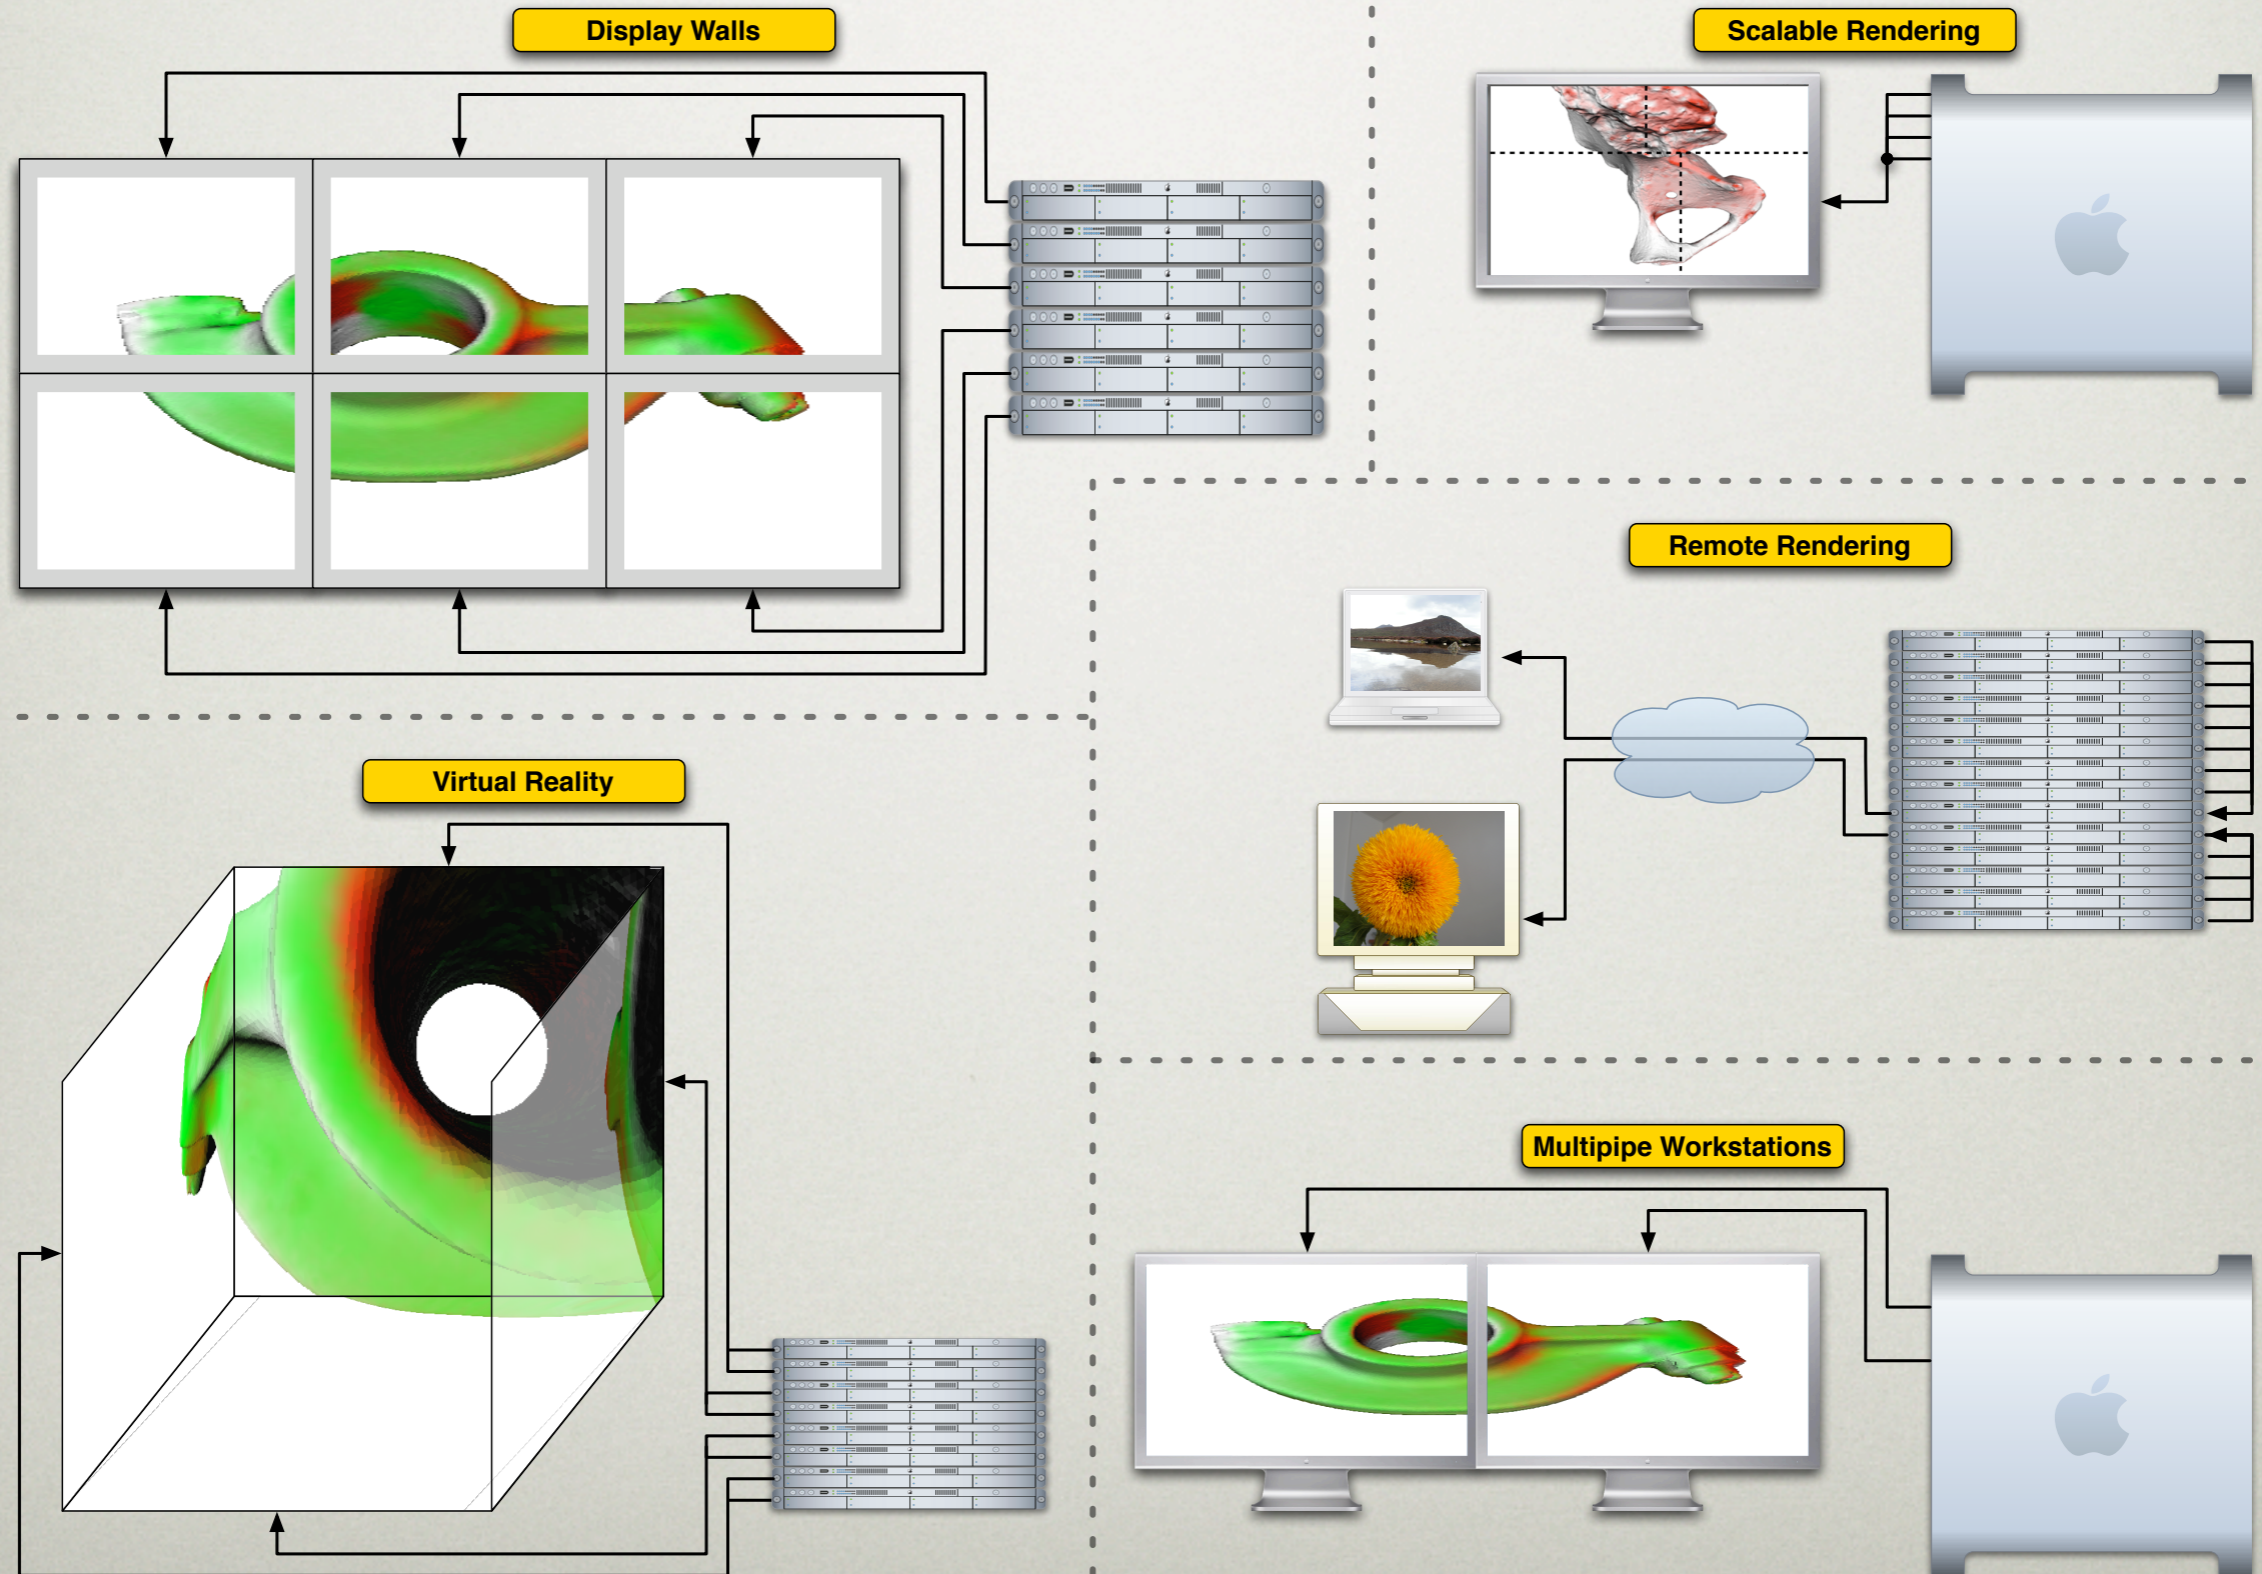 Display Walls
Scalable Rendering
Remote Rendering
Virtual Reality
Multipipe Workstations